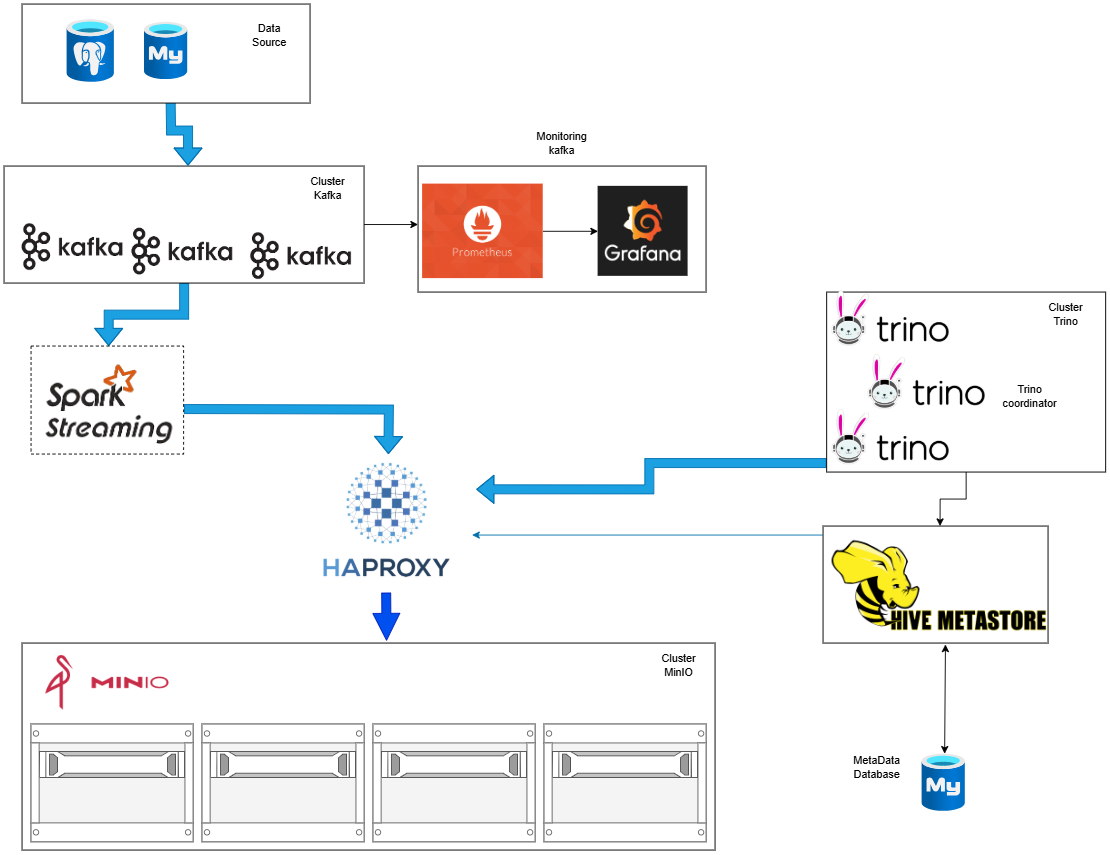 Data
Source
My
Monitoring
kafka
Cluster
Kafka
kafka
kafka
kafka
Prometheus
Grafana
Cluster
Trino
trino
trino
Trino
coordinator
trino
Spark
Streaming
HAPROXY
HIVE METASTORE
Cluster
MinIO
MINIO
MetaData
Database
My